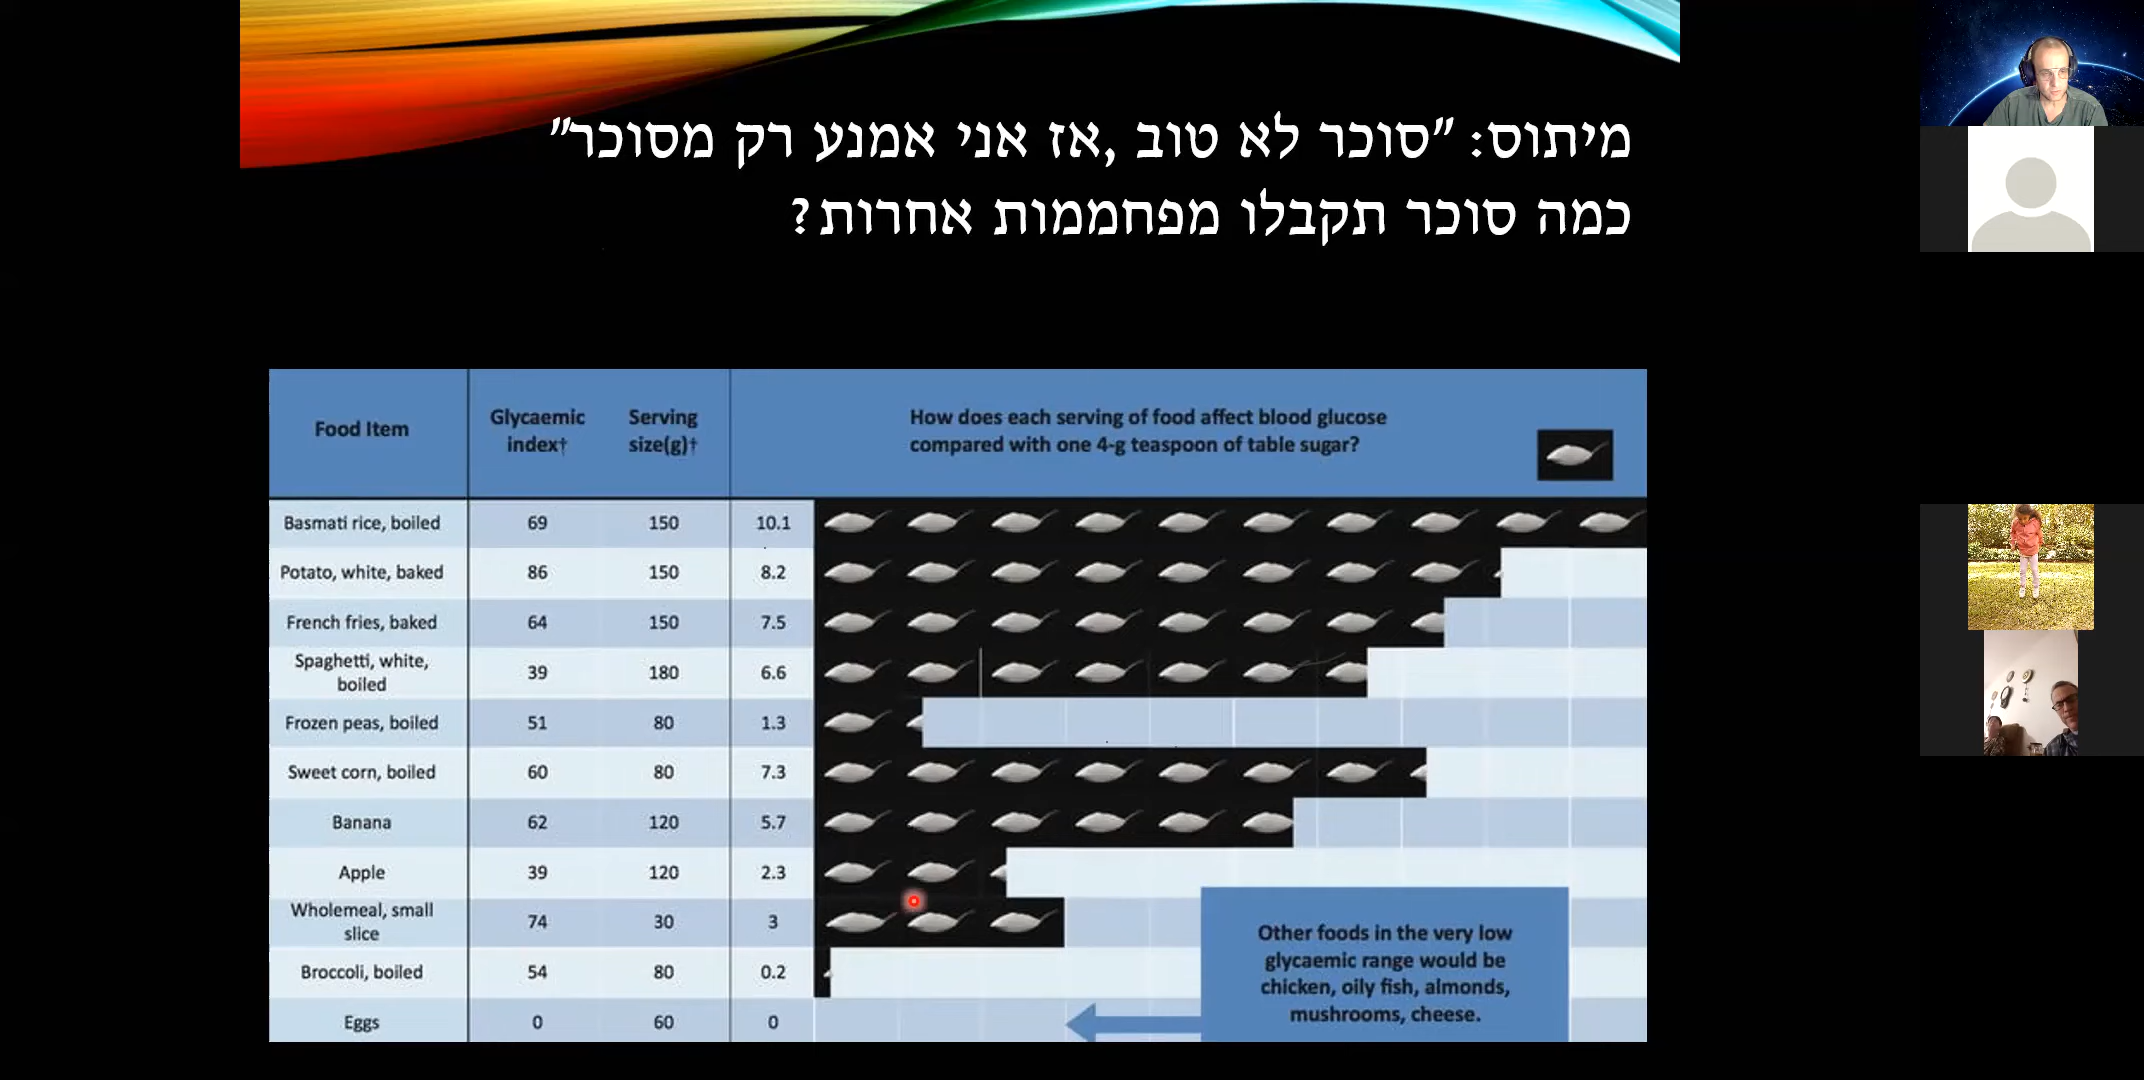 מיתוס: "סוכר לא טוב ,אז אני אמנע רק מסוכר"
כמה סוכר תקבלו מפחממות אחרות?
Food Item
Glycaemic
index†
Serving
size(g)†
How does each serving of food affect blood glucose
compared with one 4-g teaspoon of table sugar?
Basmati rice, boiled 69 150 10.1
Potato, white, baked 86 150 8.2
French fries, baked 64 150 7.5
Spaghetti, white,
boiled 39 180 6.6
Frozen peas, boiled 51 80 1.3
Sweet corn, boiled 60 80 7.3
Banana 62 120 5.7
Apple 39 120 2.3
Wholemeal, small
slice 74 30 3
Broccoli, boiled 54 80 0.2
Eggs 0 60 0
Other foods in the very low
glycaemic range would be
chicken, oily fish, almonds,
mushrooms, cheese.